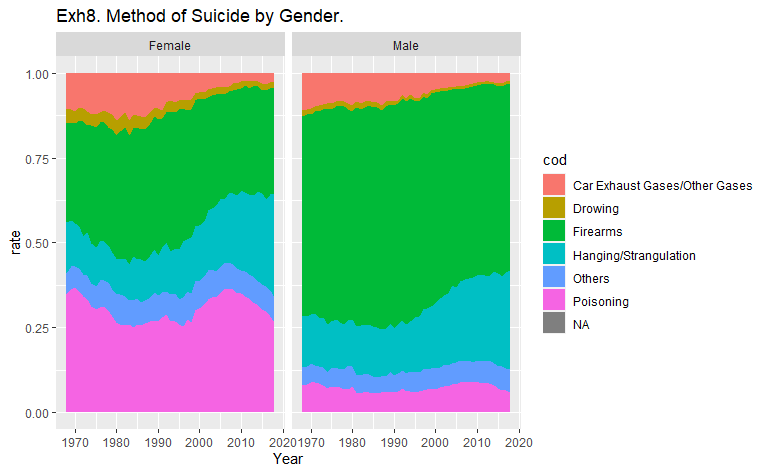 Exh8. Method of Suicide by Gender.
Female
Male
1.00
0.75
0.50
0.25
0.00
rate
1970 1980 1990 2000 2010 2020
1970 1980 1990 2000 2010 2020
Year
cod
Car Exhaust Gases/Other Gases
Drowing
Firearms
Hanging/Strangulation
Others
Poisoning
NA